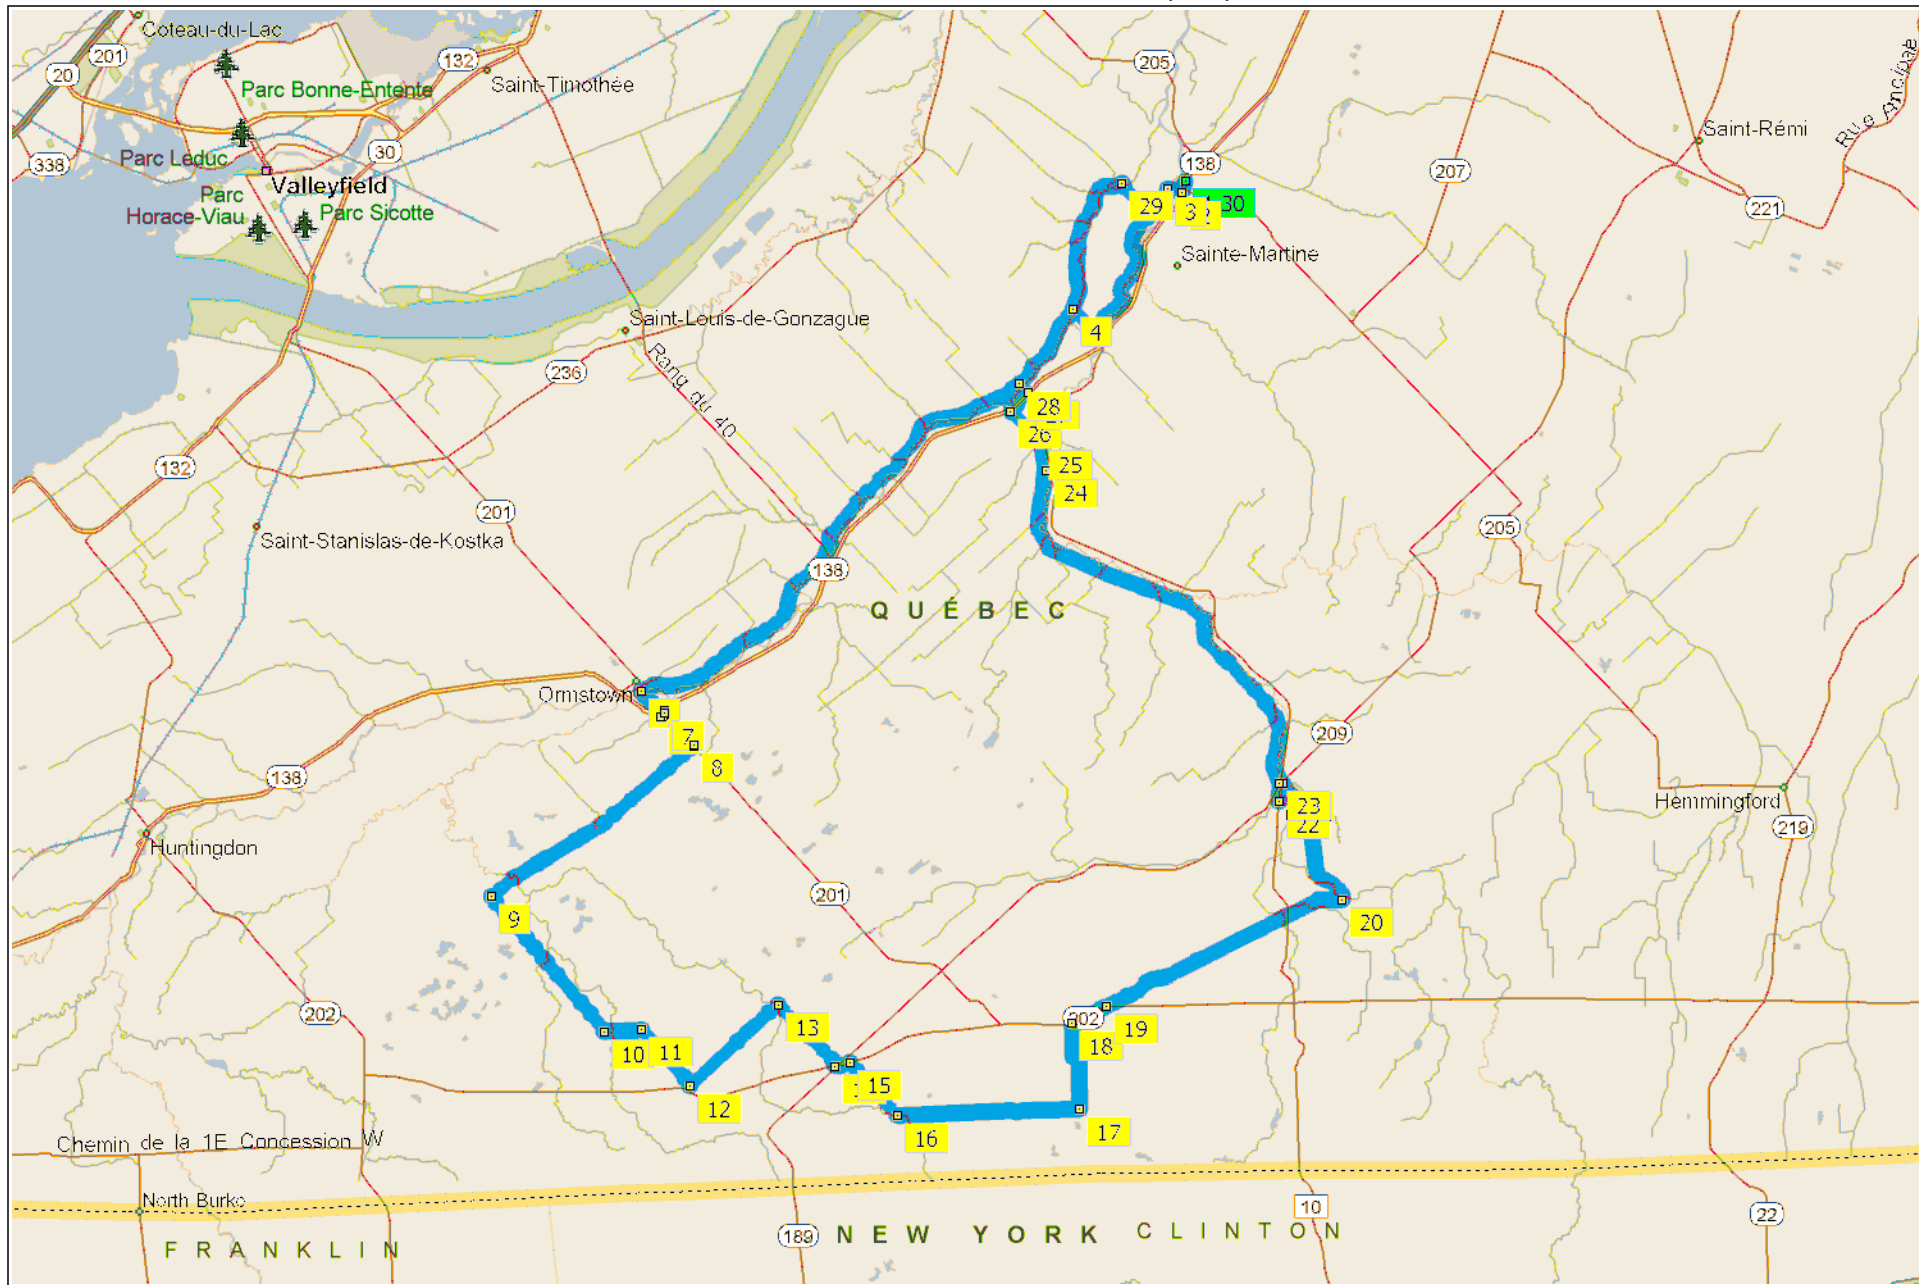 Coteau-du-Lac
201
20
132
Saint-Timothée
Parc Bonne-Entente
205
Saint-Rémi
Rue Principale
338
Parc Leduc
30
Valleyfield
138
207
Parc
Horace-Viau
Parc Sicotte
29
3
30
221
Sainte-Martine
Saint-Louis-de-Gonzague
4
236
Rang du 40
28
26
132
25
24
201
205
Saint-Stanislas-de-Kostka
138
QUÉBEC
Ormstown
7
8
209
138
Hemmingford
23
22
219
Huntingdon
201
9
20
202
13
202
19
10
11
18
15
12
16
17
Chemin de la 1E Concession W
North Burke
10
22
FRANKLIN
189
NEW YORK
CLINTON